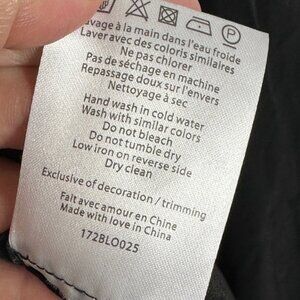 avage à la main dans l'eau froide
Laver avec des coloris similaires
Ne pas chlorer
Pas de séchage en machine
Repassage doux sur l'envers
Nettoyage à sec
Hand wash in cold water
Wash with similar colors
Do not bleach
Do not tumble dry
Low iron on reverse side
Dry clean
Exclusive of decoration / trimming
Fait avec amour en Chine
Made with love in China
172BLO025